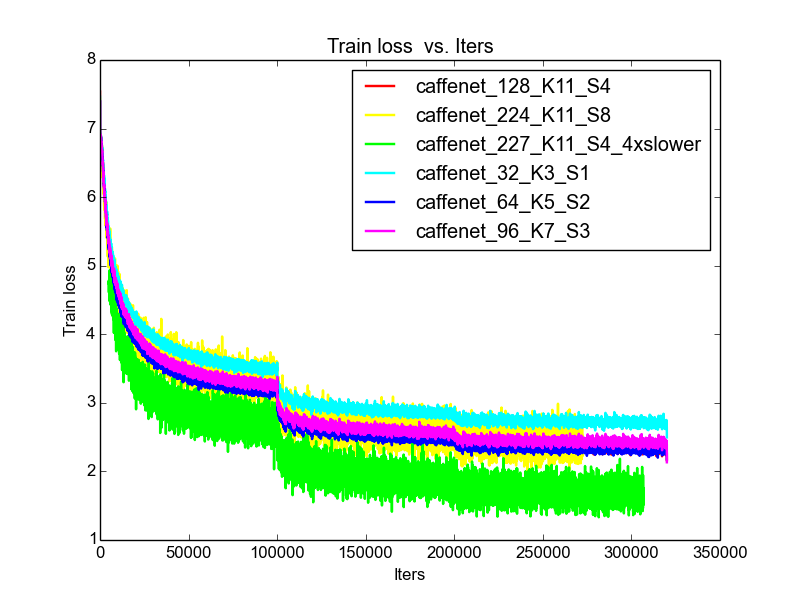 Train loss  vs. Iters
8
7
6
5
4
3
2
1
Train loss
caffenet_128_K11_S4
caffenet_224_K11_S8
caffenet_227_K11_S4_4xslower
caffenet_32_K3_S1
caffenet_64_K5_S2
caffenet_96_K7_S3
0 50000 100000 150000 200000 250000 300000 350000
Iters